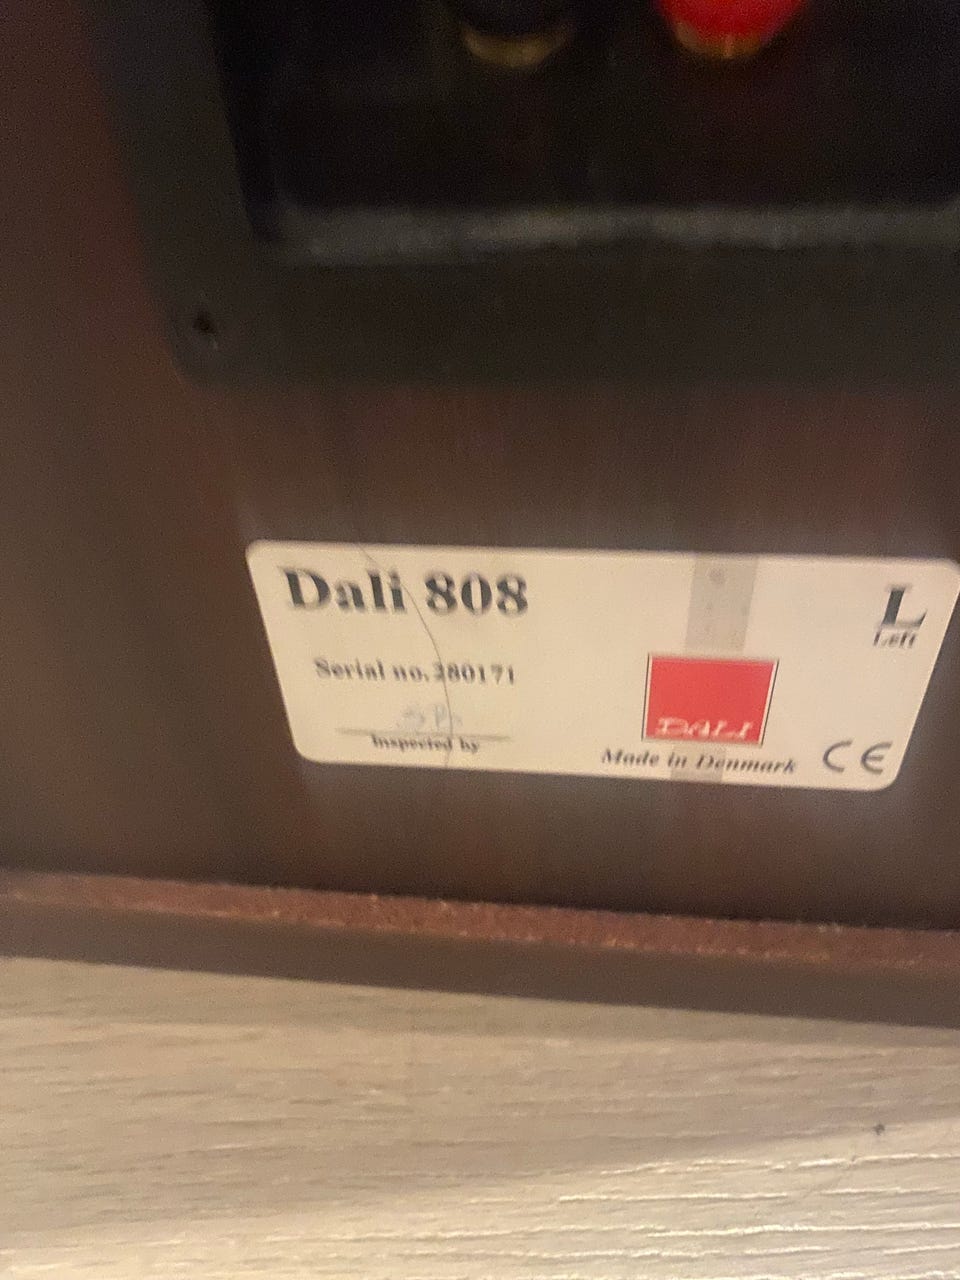 Dali 808
L
Left
Serial no. 280171
Inspected by
DALI
Made in Denmark
CE